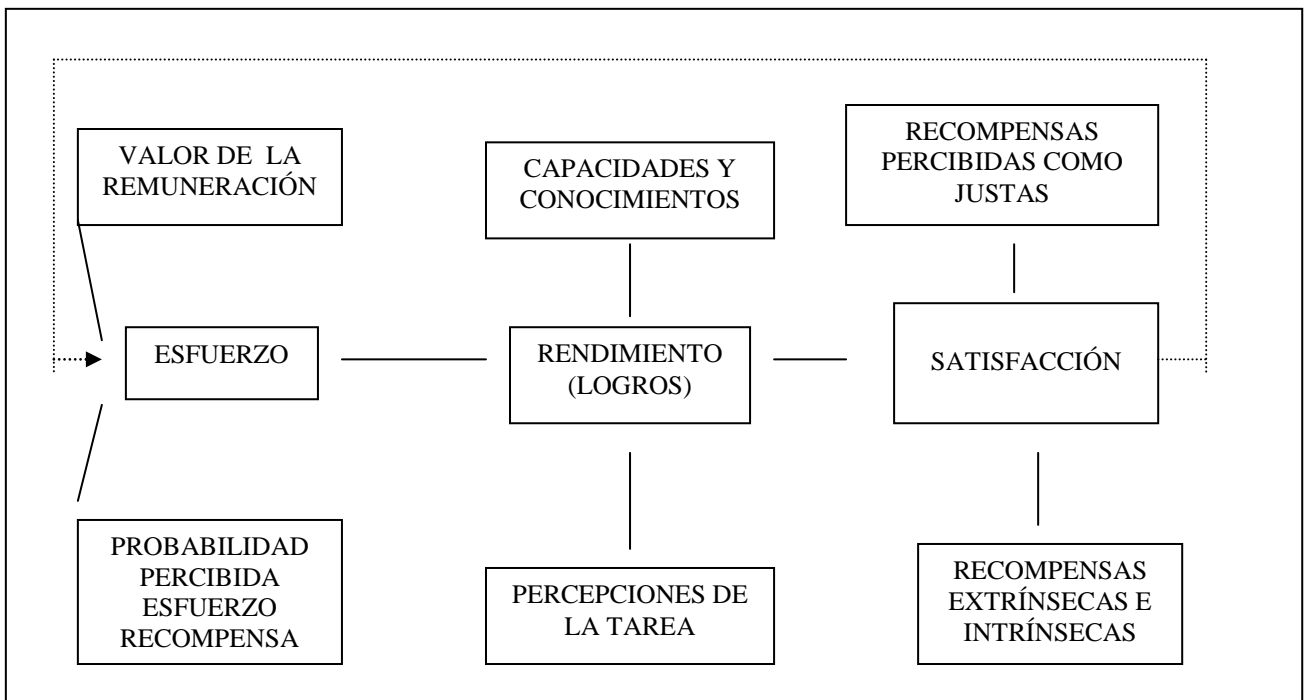 VALOR DE LA
REMUNERACIÓN
CAPACIDADES Y
CONOCIMIENTOS
RECOMPENSAS
PERCIBIDAS COMO
JUSTAS
ESFUERZO
RENDIMIENTO
(LOGROS)
SATISFACCIÓN
PROBABILIDAD
PERCIBIDA
ESFUERZO
RECOMPENSA
PERCEPCIONES DE
LA TAREA
RECOMPENSAS
EXTRÍNSECAS E
INTRÍNSECAS